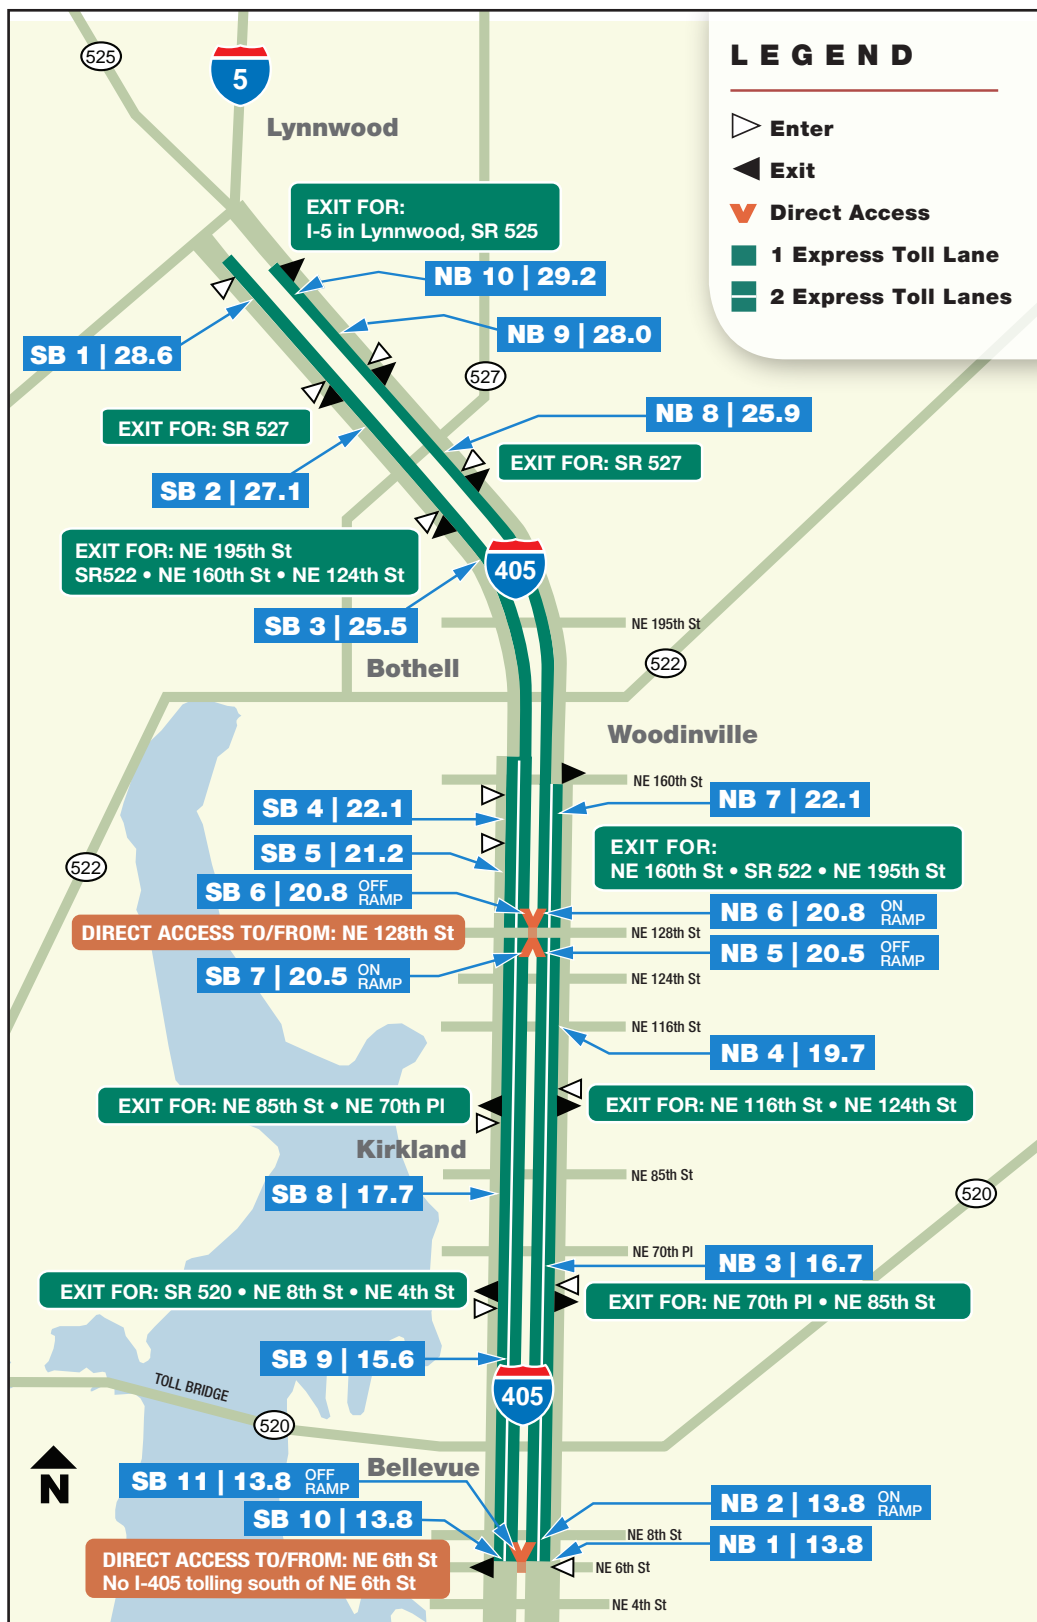 525
5
Lynnwood
LEGEND
Enter
Exit
Direct Access
1 Express Toll Lane
2 Express Toll Lanes
EXIT FOR:
I-5 in Lynnwood, SR 525
NB 10 | 29.2
NB 9 | 28.0
SB 1 | 28.6
527
NB 8 | 25.9
EXIT FOR: SR 527
EXIT FOR: SR 527
SB 2 | 27.1
EXIT FOR: NE 195th St
SR522 • NE 160th St • NE 124th St
405
SB 3 | 25.5
NE 195th St
Bothell
522
Woodinville
NE 160th St
SB 4 | 22.1
NB 7 | 22.1
SB 5 | 21.2
EXIT FOR:
NE 160th St • SR 522 • NE 195th St
522
SB 6 | 20.8 OFF
RAMP
NB 6 | 20.8 ON
RAMP
DIRECT ACCESS TO/FROM: NE 128th St
NE 128th St
NB 5 | 20.5 OFF
RAMP
SB 7 | 20.5 ON
RAMP
NE 124th St
NE 116th St
NB 4 | 19.7
EXIT FOR: NE 85th St • NE 70th Pl
EXIT FOR: NE 116th St • NE 124th St
Kirkland
NE 85th St
SB 8 | 17.7
520
NE 70th Pl
NB 3 | 16.7
EXIT FOR: SR 520 • NE 8th St • NE 4th St
EXIT FOR: NE 70th Pl • NE 85th St
SB 9 | 15.6
TOLL BRIDGE
405
520
N
Bellevue
SB 11 | 13.8 OFF
RAMP
NB 2 | 13.8 ON
RAMP
SB 10 | 13.8
NE 8th St
NB 1 | 13.8
DIRECT ACCESS TO/FROM: NE 6th St
No I-405 tolling south of NE 6th St
NE 6th St
NE 4th St